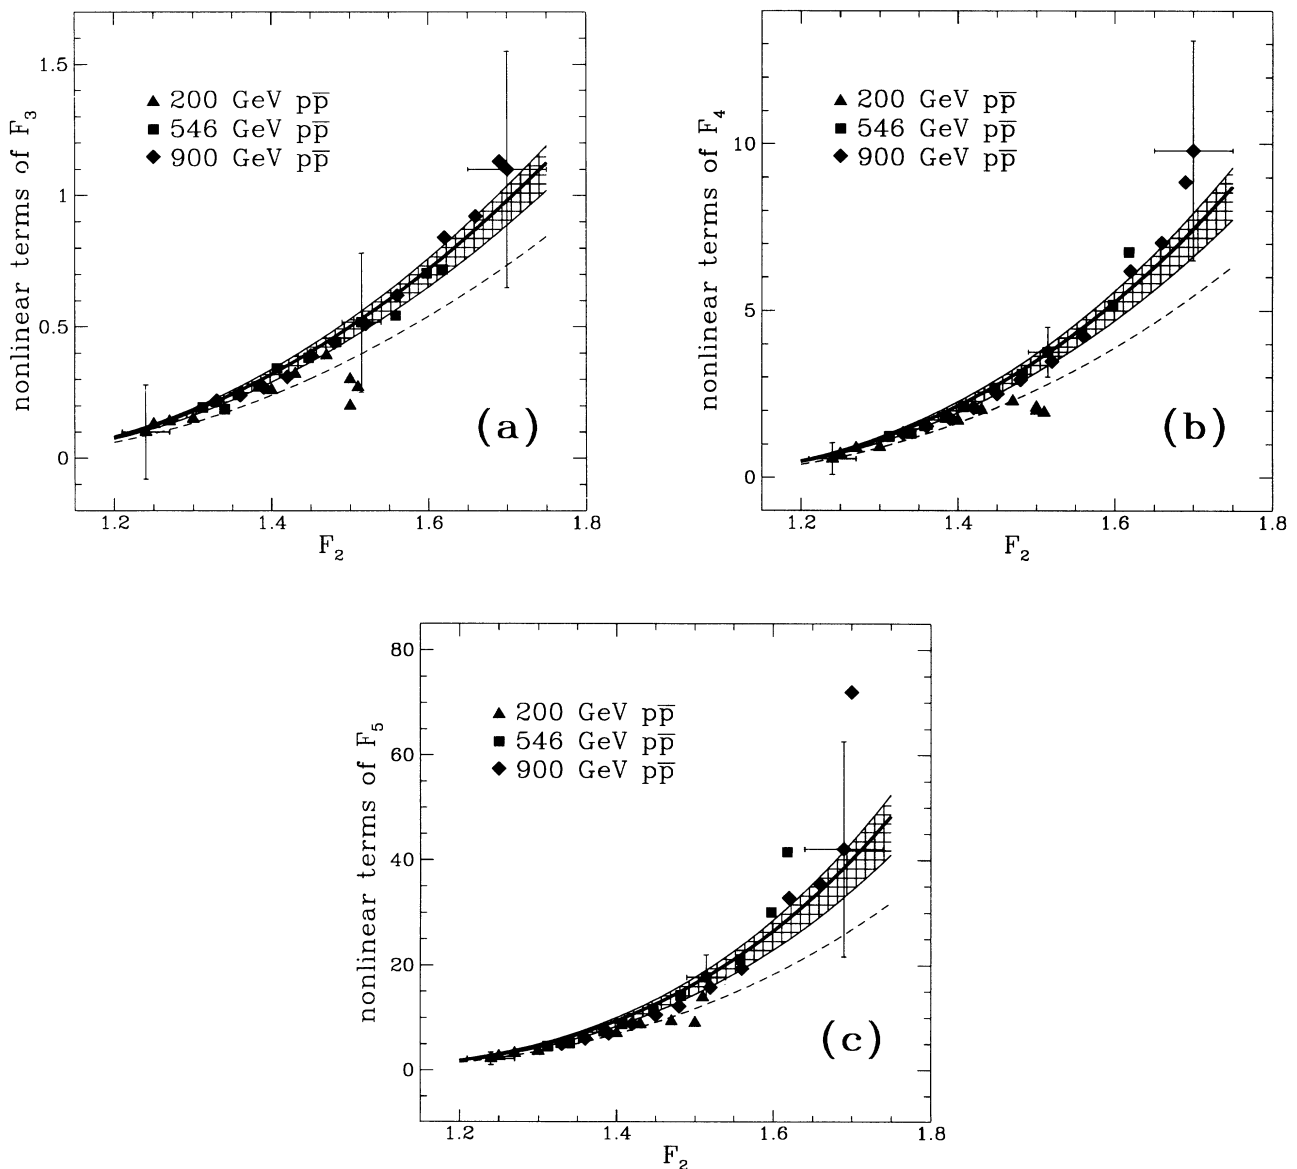 nonlinear terms of F₃
1.5
1
0.5
0
▲ 200 GeV pp̅
■ 546 GeV pp̅
◆ 900 GeV pp̅
(a)
1.2 1.4 1.6 1.8
F₂
nonlinear terms of F₄
10
5
0
▲ 200 GeV pp̅
■ 546 GeV pp̅
◆ 900 GeV pp̅
(b)
1.2 1.4 1.6 1.8
F₂
nonlinear terms of F₅
80
60
40
20
0
▲ 200 GeV pp̅
■ 546 GeV pp̅
◆ 900 GeV pp̅
(c)
1.2 1.4 1.6 1.8
F₂